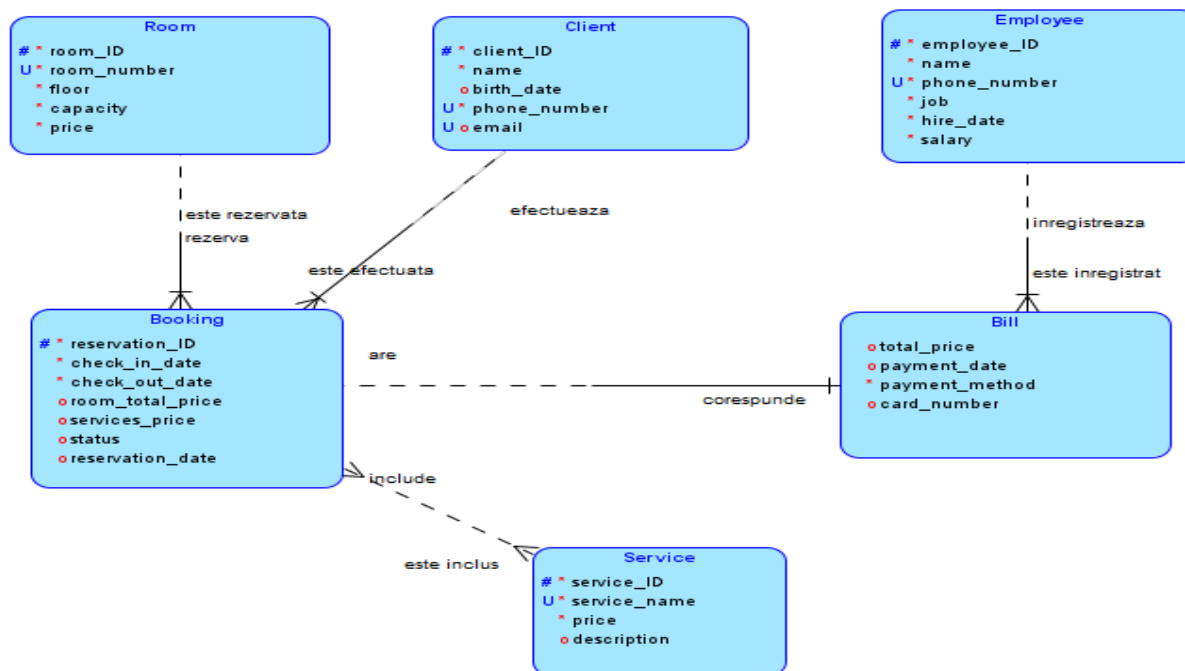 Room
# * room_ID
U * room_number
* floor
* capacity
* price
Client
# * client_ID
* name
o birth_date
U * phone_number
U o email
Employee
# * employee_ID
* name
U * phone_number
* job
* hire_date
* salary
este rezervata
rezerva
efectueaza
este efectuata
inregistreaza
este inregistrat
Booking
# * reservation_ID
* check_in_date
* check_out_date
o room_total_price
o services_price
o status
o reservation_date
are
corespunde
Bill
o total_price
o payment_date
* payment_method
o card_number
include
este inclus
Service
# * service_ID
U * service_name
* price
o description